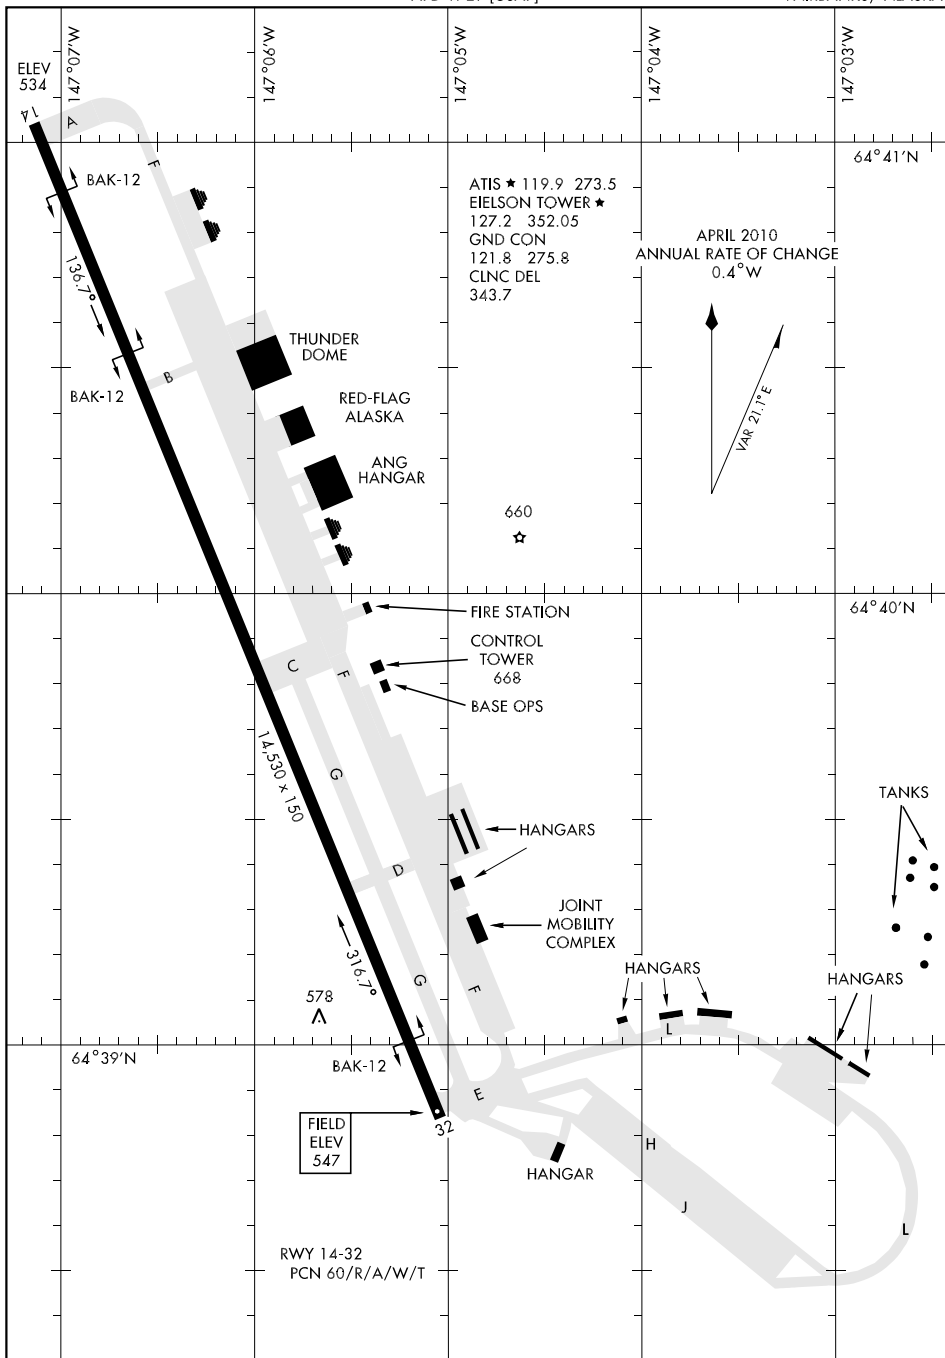 147°07'W
147°06'W
147°05'W
147°04'W
147°03'W
ELEV
534
14
A
F
64°41'N
BAK-12
ATIS ★ 119.9 273.5
EIELSON TOWER ★
127.2 352.05
GND CON
121.8 275.8
CLNC DEL
343.7
APRIL 2010
ANNUAL RATE OF CHANGE
0.4°W
VAR 21.1°E
136.7°
BAK-12
B
THUNDER
DOME
RED-FLAG
ALASKA
ANG
HANGAR
660
64°40'N
FIRE STATION
CONTROL
TOWER
668
BASE OPS
C
F
G
14,530 x 150
TANKS
HANGARS
D
JOINT
MOBILITY
COMPLEX
316.7°
G
F
578
HANGARS
L
HANGARS
64°39'N
BAK-12
E
FIELD
ELEV
547
32
HANGAR
H
J
L
RWY 14-32
PCN 60/R/A/W/T